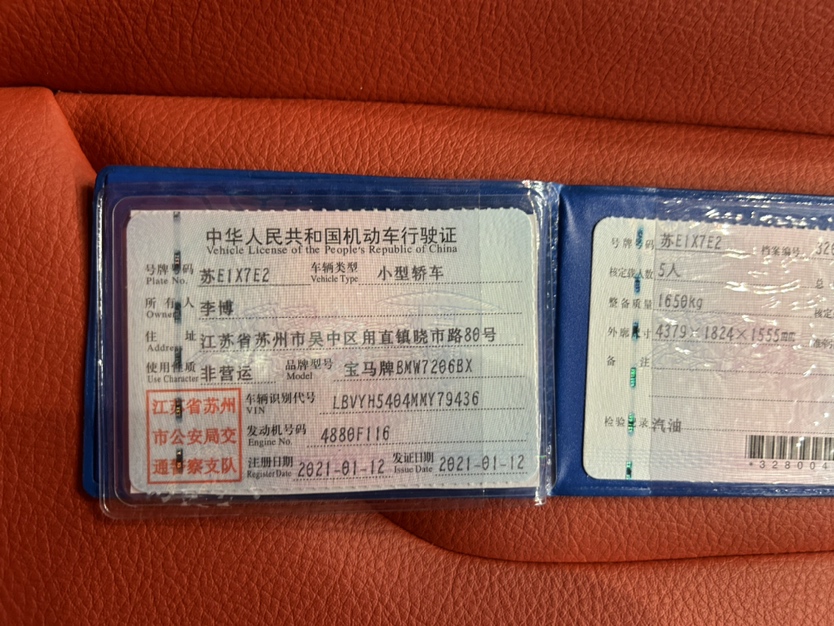 中华人民共和国机动车行驶证
Vehicle License of the People's Republic of China
号牌号码 苏E1X7E2 车辆类型 小型轿车
Plate No. Vehicle Type
所有人 李博
Owner
住址 江苏省苏州市吴中区甪直镇晓市路80号
Address
使用性质 非营运 品牌型号 宝马牌BMW7206BX
Use Character Model
江苏省苏州
市公安局交
通警察支队
车辆识别代号 LBVYH5404MMY79436
VIN
发动机号码 4880F116
Engine No.
注册日期 2021-01-12 发证日期 2021-01-12
Register Date Issue Date
号牌号码 苏E1X7E2 档案编号 320
核定载人数 5人 总
整备质量 1650kg 核定
外廓尺寸 4379×1824×1555mm 准牵
备注
检验记录 汽油
*328004